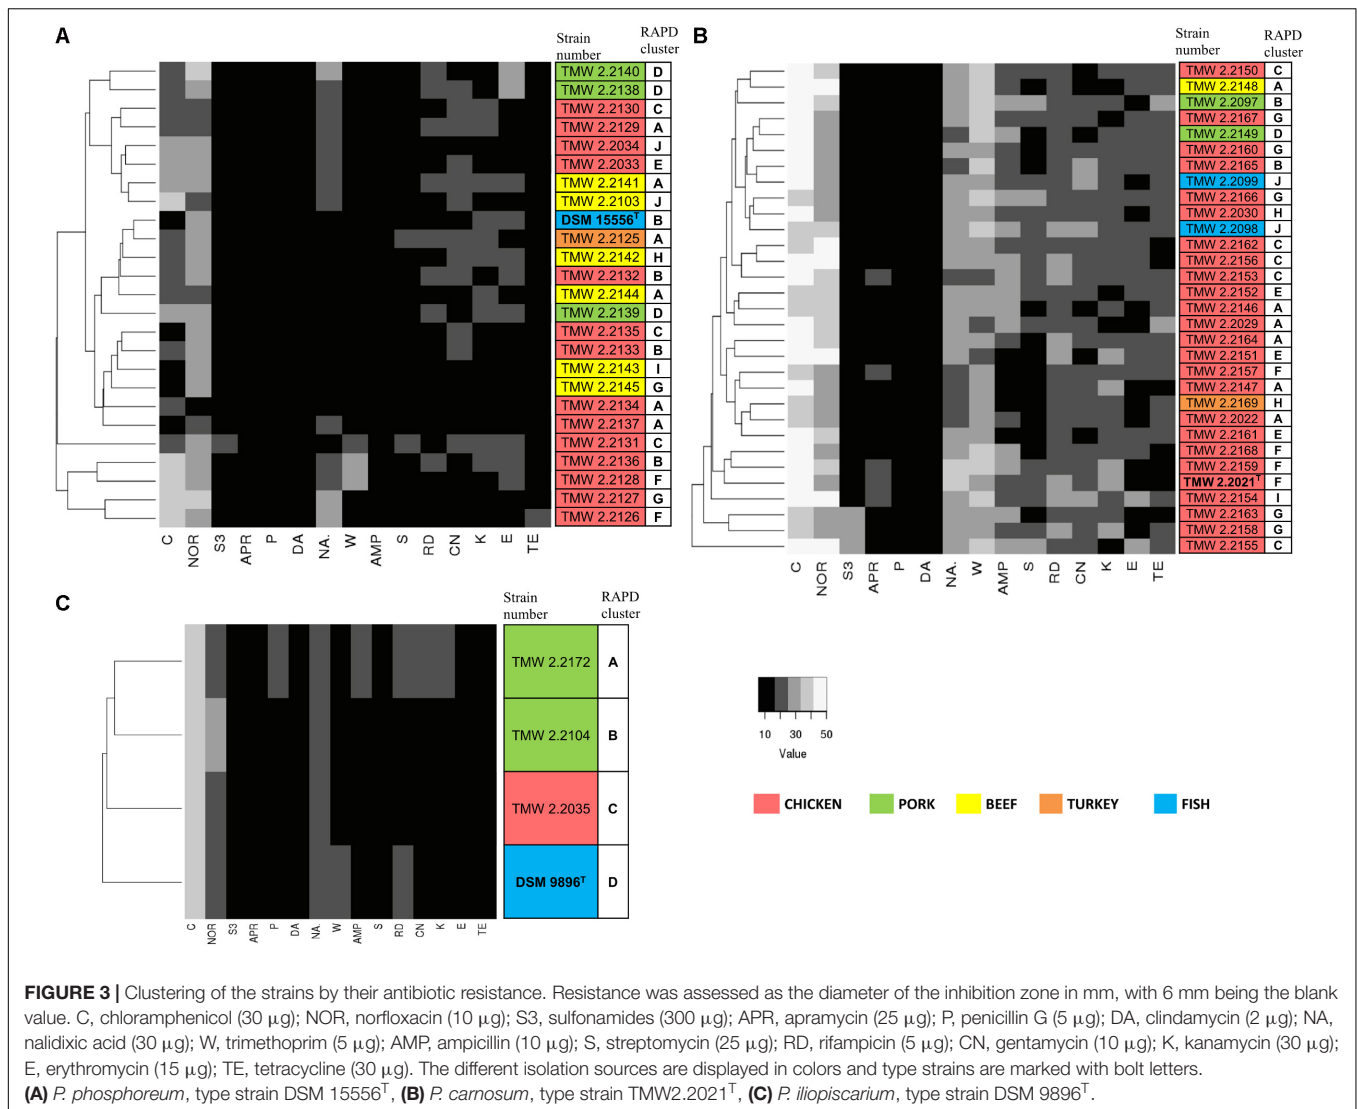 A
Strain number
RAPD cluster
TMW 2.2140 D
TMW 2.2138 D
TMW 2.2130 C
TMW 2.2129 A
TMW 2.2034 J
TMW 2.2033 E
TMW 2.2141 A
TMW 2.2103 J
DSM 15556T B
TMW 2.2125 A
TMW 2.2142 H
TMW 2.2132 B
TMW 2.2144 A
TMW 2.2139 D
TMW 2.2135 C
TMW 2.2133 B
TMW 2.2143 I
TMW 2.2145 G
TMW 2.2134 A
TMW 2.2137 A
TMW 2.2131 C
TMW 2.2136 B
TMW 2.2128 F
TMW 2.2127 G
TMW 2.2126 F
C NOR S3 APR P DA NA. W AMP S RD CN K E TE
B
Strain number
RAPD cluster
TMW 2.2150 C
TMW 2.2148 A
TMW 2.2097 B
TMW 2.2167 G
TMW 2.2149 D
TMW 2.2160 G
TMW 2.2165 B
TMW 2.2099 J
TMW 2.2166 G
TMW 2.2030 H
TMW 2.2098 J
TMW 2.2162 C
TMW 2.2156 C
TMW 2.2153 C
TMW 2.2152 E
TMW 2.2146 A
TMW 2.2029 A
TMW 2.2164 A
TMW 2.2151 E
TMW 2.2157 F
TMW 2.2147 A
TMW 2.2169 H
TMW 2.2022 A
TMW 2.2161 E
TMW 2.2168 F
TMW 2.2159 F
TMW 2.2021T F
TMW 2.2154 I
TMW 2.2163 G
TMW 2.2158 G
TMW 2.2155 C
C NOR S3 APR P DA NA. W AMP S RD CN K E TE
C
Strain number
RAPD cluster
TMW 2.2172 A
TMW 2.2104 B
TMW 2.2035 C
DSM 9896T D
C NOR S3 APR P DA NA. W AMP S RD CN K E TE
10 30 50
Value
CHICKEN PORK BEEF TURKEY FISH
FIGURE 3 | Clustering of the strains by their antibiotic resistance. Resistance was assessed as the diameter of the inhibition zone in mm, with 6 mm being the blank
value. C, chloramphenicol (30 μg); NOR, norfloxacin (10 μg); S3, sulfonamides (300 μg); APR, apramycin (25 μg); P, penicillin G (5 μg); DA, clindamycin (2 μg); NA,
nalidixic acid (30 μg); W, trimethoprim (5 μg); AMP, ampicillin (10 μg); S, streptomycin (25 μg); RD, rifampicin (5 μg); CN, gentamycin (10 μg); K, kanamycin (30 μg);
E, erythromycin (15 μg); TE, tetracycline (30 μg). The different isolation sources are displayed in colors and type strains are marked with bolt letters.
(A) P. phosphoreum, type strain DSM 15556T, (B) P. carnosum, type strain TMW2.2021T, (C) P. iliopiscarium, type strain DSM 9896T.